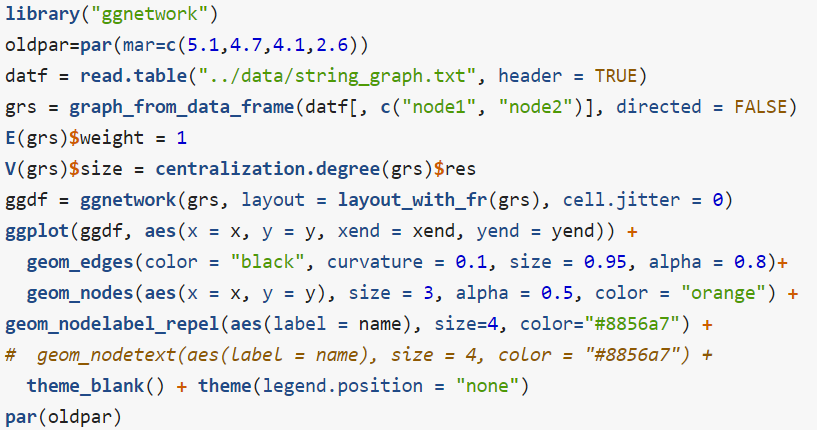 library("ggnetwork")
oldpar=par(mar=c(5.1,4.7,4.1,2.6))
datf = read.table("../data/string_graph.txt", header = TRUE)
grs = graph_from_data_frame(datf[, c("node1", "node2")], directed = FALSE)
E(grs)$weight = 1
V(grs)$size = centralization.degree(grs)$res
ggdf = ggnetwork(grs, layout = layout_with_fr(grs), cell.jitter = 0)
ggplot(ggdf, aes(x = x, y = y, xend = xend, yend = yend)) +
  geom_edges(color = "black", curvature = 0.1, size = 0.95, alpha = 0.8)+
  geom_nodes(aes(x = x, y = y), size = 3, alpha = 0.5, color = "orange") +
geom_nodelabel_repel(aes(label = name), size=4, color="#8856a7") +
#  geom_nodetext(aes(label = name), size = 4, color = "#8856a7") +
  theme_blank() + theme(legend.position = "none")
par(oldpar)